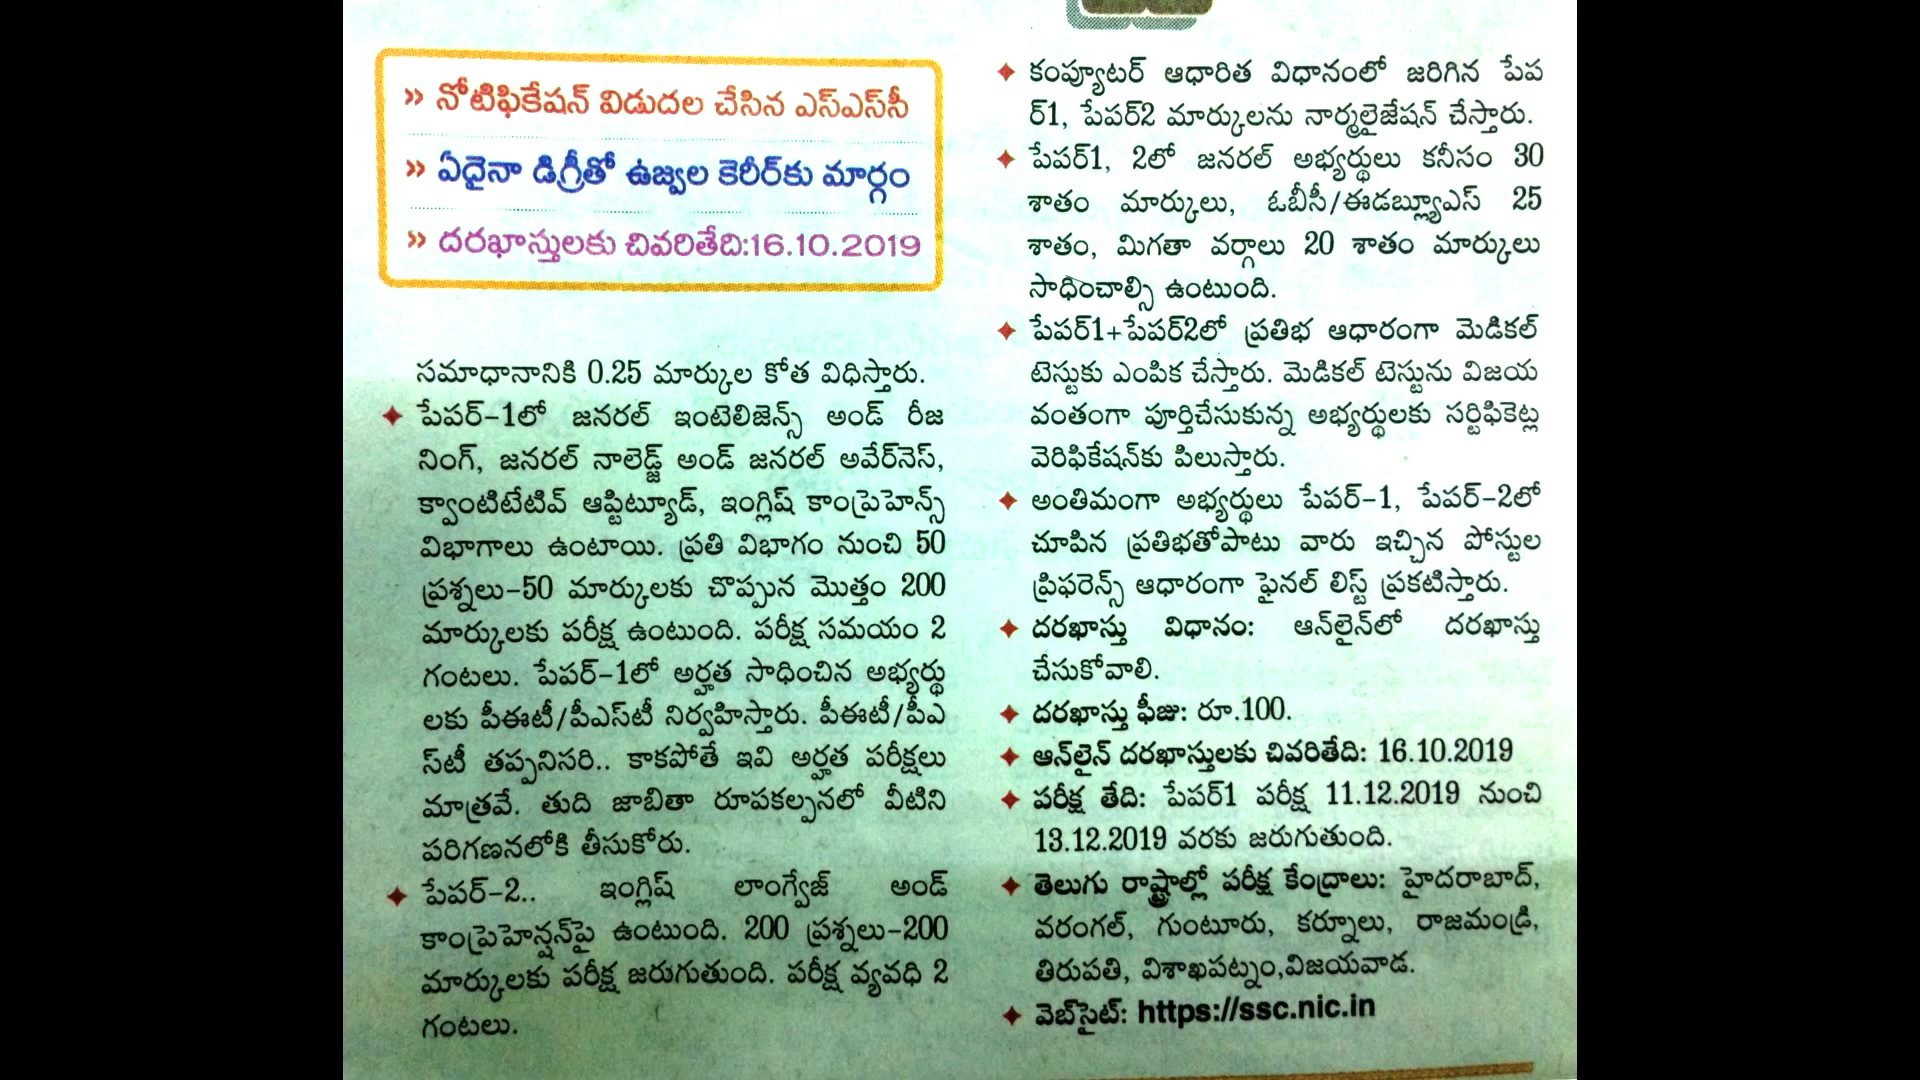 » నోటిఫికేషన్ విడుదల చేసిన ఎస్ఎస్‌సీ
» ఏదైనా డిగ్రీతో ఉజ్వల కెరీర్‌కు మార్గం
» దరఖాస్తులకు చివరితేది:16.10.2019
సమాధానానికి 0.25 మార్కుల కోత విధిస్తారు.
✦ పేపర్-1లో జనరల్ ఇంటెలిజెన్స్ అండ్ రీజ
నింగ్, జనరల్ నాలెడ్జ్ అండ్ జనరల్ అవేర్‌నెస్,
క్వాంటిటేటివ్ ఆప్టిట్యూడ్, ఇంగ్లిష్ కాంప్రెహెన్స్
విభాగాలు ఉంటాయి. ప్రతి విభాగం నుంచి 50
ప్రశ్నలు-50 మార్కులకు చొప్పున మొత్తం 200
మార్కులకు పరీక్ష ఉంటుంది. పరీక్ష సమయం 2
గంటలు. పేపర్-1లో అర్హత సాధించిన అభ్యర్థు
లకు పీఈటీ/పీఎస్‌టీ నిర్వహిస్తారు. పీఈటీ/పీఎ
స్‌టీ తప్పనిసరి.. కాకపోతే ఇవి అర్హత పరీక్షలు
మాత్రవే. తుది జాబితా రూపకల్పనలో వీటిని
పరిగణనలోకి తీసుకోరు.
✦ పేపర్-2.. ఇంగ్లిష్ లాంగ్వేజ్ అండ్
కాంప్రెహెన్షన్‌పై ఉంటుంది. 200 ప్రశ్నలు-200
మార్కులకు పరీక్ష జరుగుతుంది. పరీక్ష వ్యవధి 2
గంటలు.
✦ కంప్యూటర్ ఆధారిత విధానంలో జరిగిన పేప
ర్1, పేపర్2 మార్కులను నార్మలైజేషన్ చేస్తారు.
✦ పేపర్1, 2లో జనరల్ అభ్యర్థులు కనీసం 30
శాతం మార్కులు, ఓబీసీ/ఈడబ్ల్యూఎస్ 25
శాతం, మిగతా వర్గాలు 20 శాతం మార్కులు
సాధించాల్సి ఉంటుంది.
✦ పేపర్1+పేపర్2లో ప్రతిభ ఆధారంగా మెడికల్
టెస్టుకు ఎంపిక చేస్తారు. మెడికల్ టెస్టును విజయ
వంతంగా పూర్తిచేసుకున్న అభ్యర్థులకు సర్టిఫికెట్ల
వెరిఫికేషన్‌కు పిలుస్తారు.
✦ అంతిమంగా అభ్యర్థులు పేపర్-1, పేపర్-2లో
చూపిన ప్రతిభతోపాటు వారు ఇచ్చిన పోస్టుల
ప్రిఫరెన్స్ ఆధారంగా ఫైనల్ లిస్ట్ ప్రకటిస్తారు.
✦ దరఖాస్తు విధానం: ఆన్‌లైన్‌లో దరఖాస్తు
చేసుకోవాలి.
✦ దరఖాస్తు ఫీజు: రూ.100.
✦ ఆన్‌లైన్ దరఖాస్తులకు చివరితేది: 16.10.2019
✦ పరీక్ష తేది: పేపర్1 పరీక్ష 11.12.2019 నుంచి
13.12.2019 వరకు జరుగుతుంది.
✦ తెలుగు రాష్ట్రాల్లో పరీక్ష కేంద్రాలు: హైదరాబాద్,
వరంగల్, గుంటూరు, కర్నూలు, రాజమండ్రి,
తిరుపతి, విశాఖపట్నం,విజయవాడ.
✦ వెబ్‌సైట్: https://ssc.nic.in